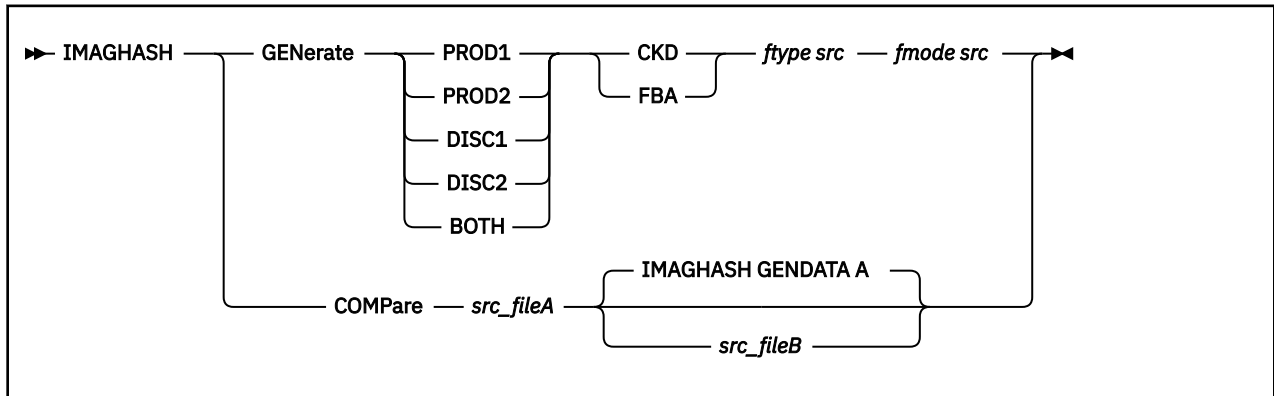 IMAGHASH GENerate PROD1 CKD ftype src fmode src
PROD2 FBA
DISC1
DISC2
BOTH
IMAGHASH GENDATA A
COMPare src_fileA
src_fileB